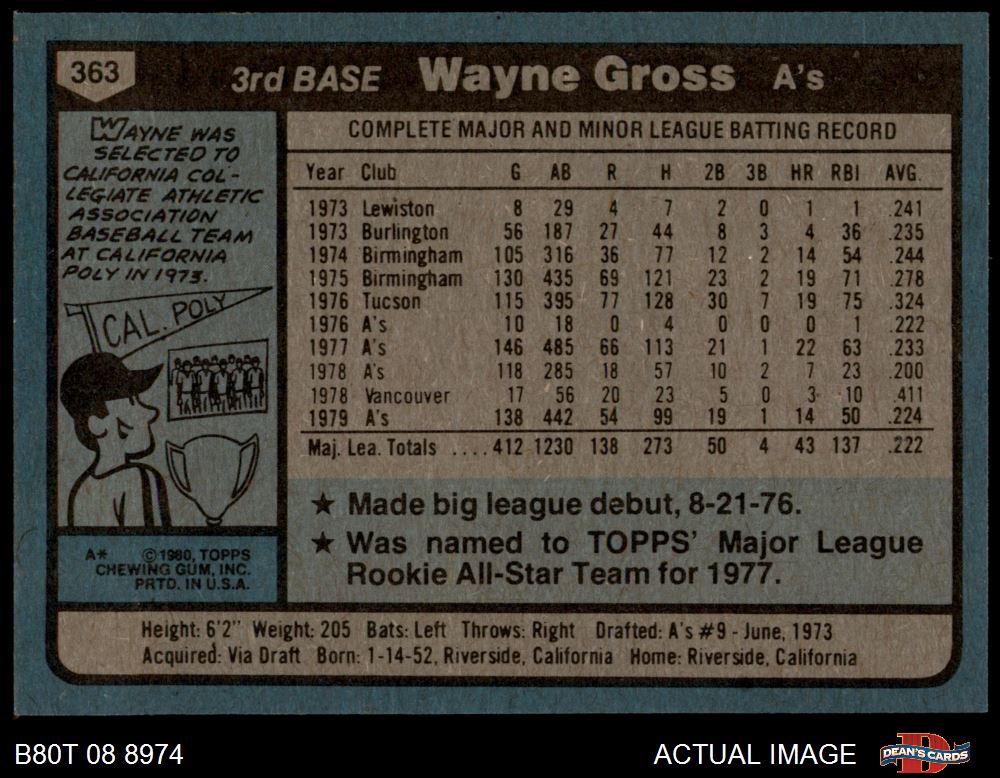 363
3rd BASE Wayne Gross A's
WAYNE WAS
SELECTED TO
CALIFORNIA COL-
LEGIATE ATHLETIC
ASSOCIATION
BASEBALL TEAM
AT CALIFORNIA
POLY IN 1973.
CAL. POLY
A* ©1980, TOPPS
CHEWING GUM, INC.
PRTD. IN U.S.A.
COMPLETE MAJOR AND MINOR LEAGUE BATTING RECORD
Year Club G AB R H 2B 3B HR RBI AVG.
1973 Lewiston 8 29 4 7 2 0 1 1 .241
1973 Burlington 56 187 27 44 8 3 4 36 .235
1974 Birmingham 105 316 36 77 12 2 14 54 .244
1975 Birmingham 130 435 69 121 23 2 19 71 .278
1976 Tucson 115 395 77 128 30 7 19 75 .324
1976 A's 10 18 0 4 0 0 0 1 .222
1977 A's 146 485 66 113 21 1 22 63 .233
1978 A's 118 285 18 57 10 2 7 23 .200
1978 Vancouver 17 56 20 23 5 0 3 10 .411
1979 A's 138 442 54 99 19 1 14 50 .224
Maj. Lea. Totals ....412 1230 138 273 50 4 43 137 .222
★ Made big league debut, 8-21-76.
★ Was named to TOPPS' Major League
Rookie All-Star Team for 1977.
Height: 6'2" Weight: 205 Bats: Left Throws: Right Drafted: A's #9 - June, 1973
Acquired: Via Draft Born: 1-14-52, Riverside, California Home: Riverside, California
B80T 08 8974 ACTUAL IMAGE DEAN'S CARDS